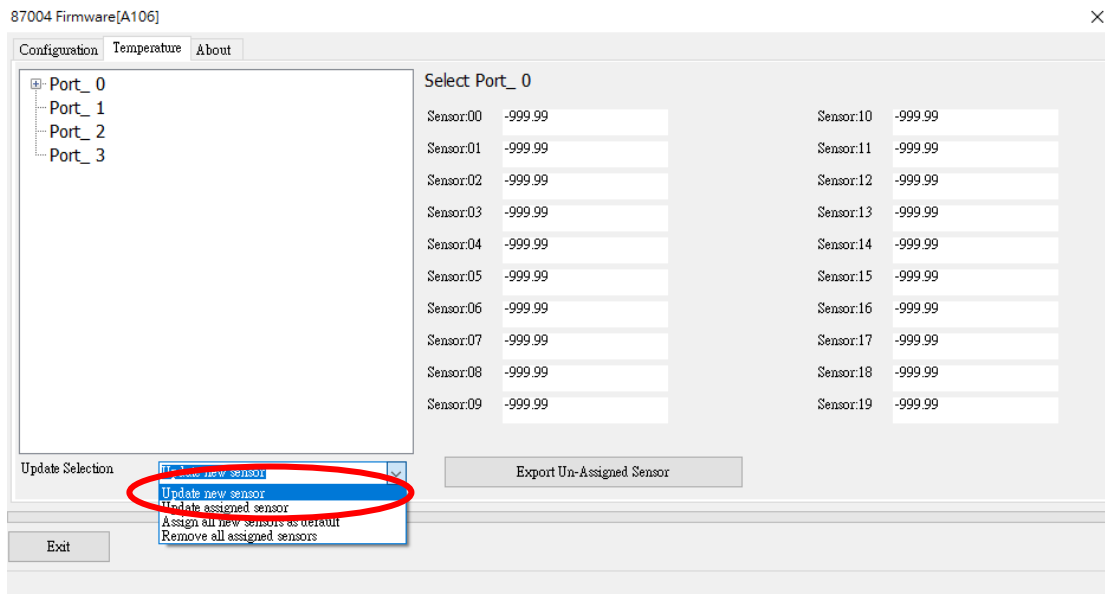 87004 Firmware[A106]
Configuration Temperature About
Port_ 0
Port_ 1
Port_ 2
Port_ 3
Select Port_ 0
Sensor:00 -999.99 Sensor:10 -999.99
Sensor:01 -999.99 Sensor:11 -999.99
Sensor:02 -999.99 Sensor:12 -999.99
Sensor:03 -999.99 Sensor:13 -999.99
Sensor:04 -999.99 Sensor:14 -999.99
Sensor:05 -999.99 Sensor:15 -999.99
Sensor:06 -999.99 Sensor:16 -999.99
Sensor:07 -999.99 Sensor:17 -999.99
Sensor:08 -999.99 Sensor:18 -999.99
Sensor:09 -999.99 Sensor:19 -999.99
Update Selection Update new sensor Export Un-Assigned Sensor
Update new sensor
Update assigned sensor
Assign all new sensors as default
Remove all assigned sensors
Exit